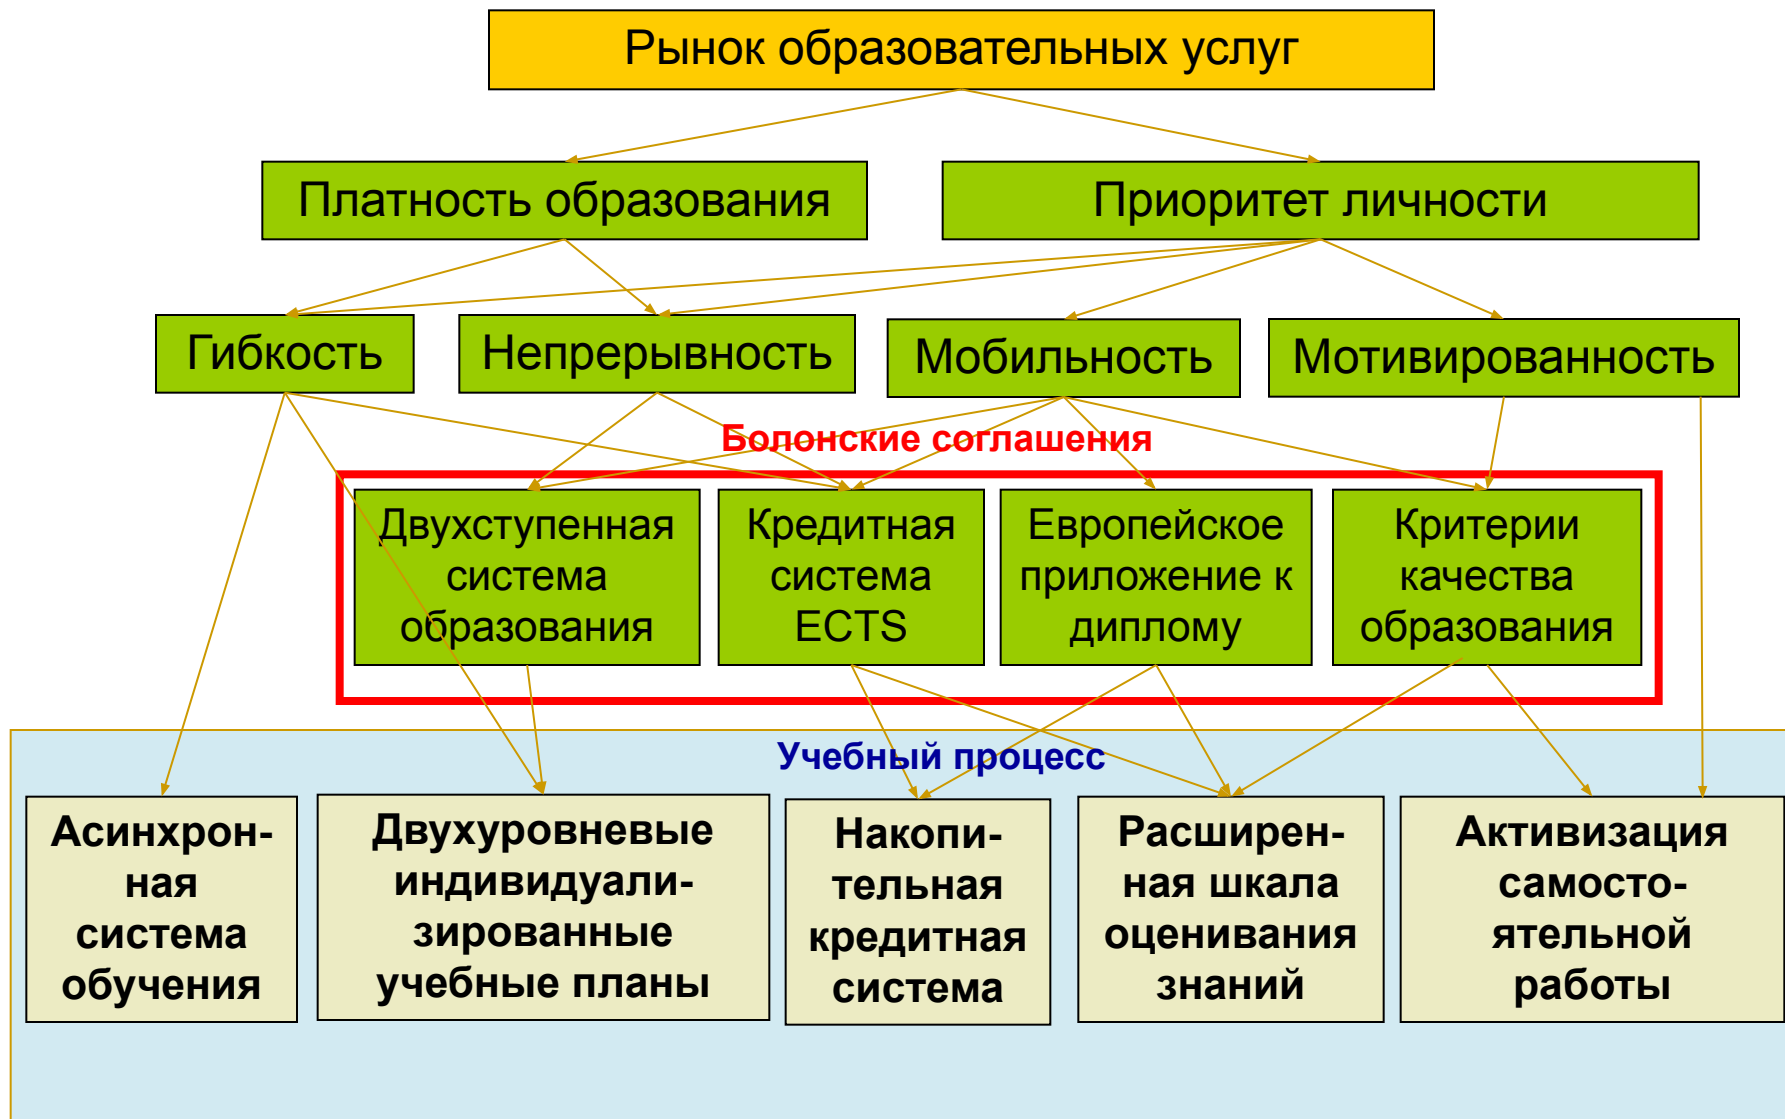 Рынок образовательных услуг
Платность образования
Приоритет личности
Гибкость
Непрерывность
Мобильность
Мотивированность
Болонские соглашения
Двухступенная
система
образования
Кредитная
система
ECTS
Европейское
приложение к
диплому
Критерии
качества
образования
Учебный процесс
Асинхрон-
ная
система
обучения
Двухуровневые
индивидуали-
зированные
учебные планы
Накопи-
тельная
кредитная
система
Расширен-
ная шкала
оценивания
знаний
Активизация
самосто-
ятельной
работы